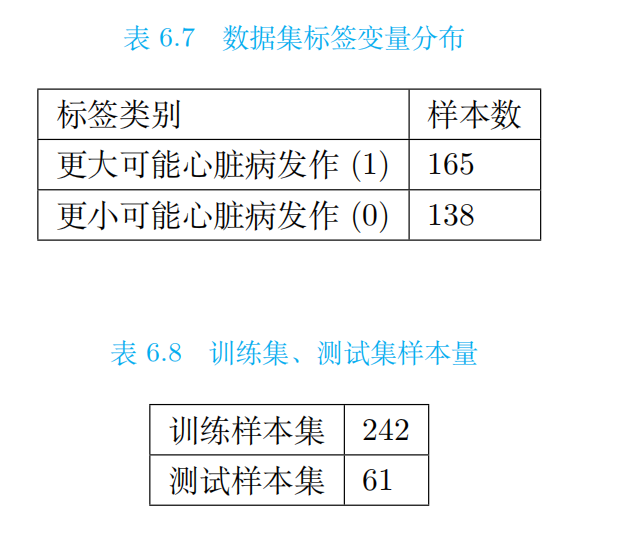 表 6.7 数据集标签变量分布
标签类别 样本数
更大可能心脏病发作 (1) 165
更小可能心脏病发作 (0) 138
表 6.8 训练集、测试集样本量
训练样本集 242
测试样本集 61